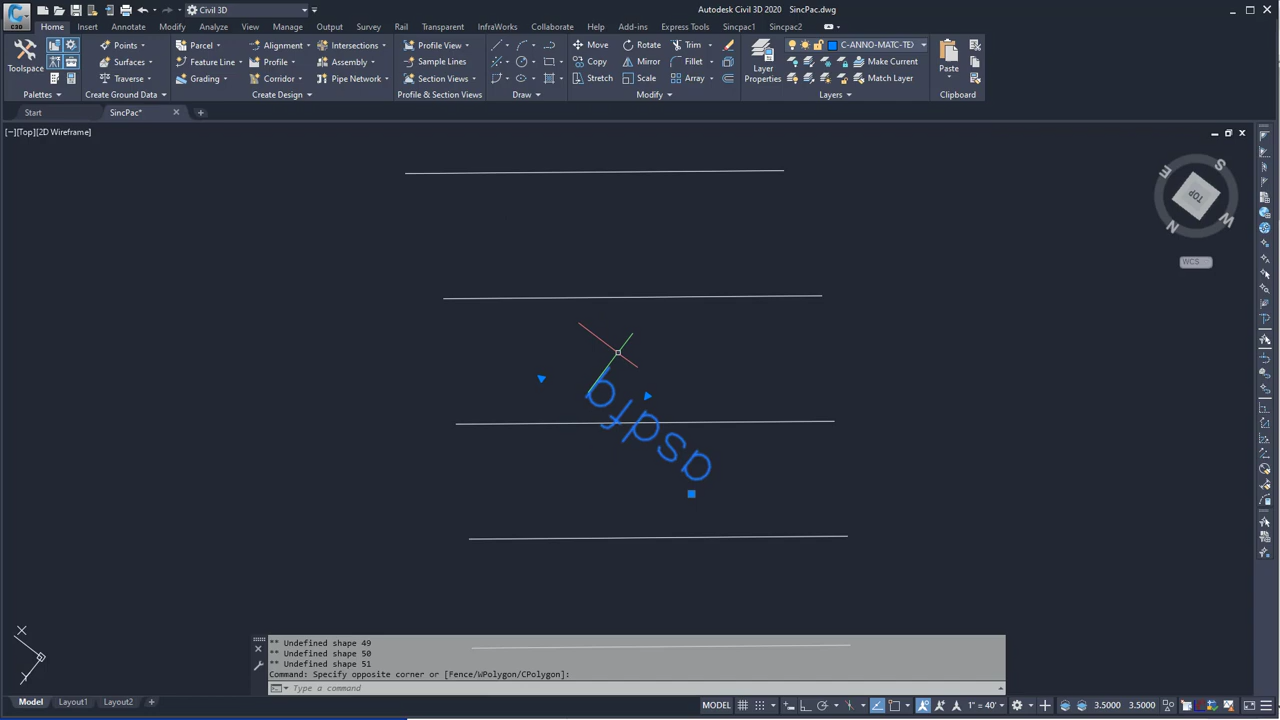 C3D
Civil 3D
Autodesk Civil 3D 2020 SincPac.dwg
Home Insert Annotate Modify Analyze View Manage Output Survey Rail Transparent InfraWorks Collaborate Help Add-ins Express Tools Sincpac1 Sincpac2
Toolspace
Palettes
Points
Surfaces
Traverse
Create Ground Data
Parcel
Feature Line
Grading
Alignment
Profile
Corridor
Intersections
Assembly
Pipe Network
Create Design
Profile View
Sample Lines
Section Views
Profile & Section Views
Draw
Move
Copy
Stretch
Rotate
Mirror
Scale
Trim
Fillet
Array
Modify
Layer
Properties
C-ANNO-MATC-TE
Make Current
Match Layer
Layers
Paste
Clipboard
Start SincPac*
[−][Top][2D Wireframe]
S
E
TOP
W
N
WCS
asdfb
X
Y
** Undefined shape 49
** Undefined shape 50
** Undefined shape 51
Command: Specify opposite corner or [Fence/WPolygon/CPolygon]:
Type a command
Model Layout1 Layout2
MODEL 1" = 40' 3.5000 3.5000